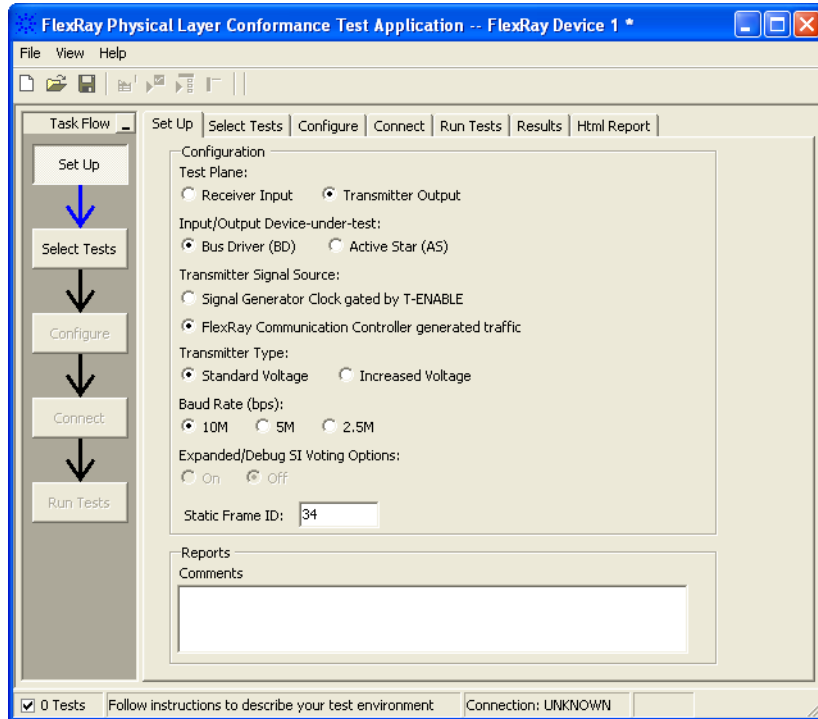 FlexRay Physical Layer Conformance Test Application -- FlexRay Device 1 *
File View Help
Task Flow
Set Up
Select Tests
Configure
Connect
Run Tests
Set Up Select Tests Configure Connect Run Tests Results Html Report
Configuration
Test Plane:
Receiver Input Transmitter Output
Input/Output Device-under-test:
Bus Driver (BD) Active Star (AS)
Transmitter Signal Source:
Signal Generator Clock gated by T-ENABLE
FlexRay Communication Controller generated traffic
Transmitter Type:
Standard Voltage Increased Voltage
Baud Rate (bps):
10M 5M 2.5M
Expanded/Debug SI Voting Options:
On Off
Static Frame ID: 34
Reports
Comments
0 Tests Follow instructions to describe your test environment Connection: UNKNOWN